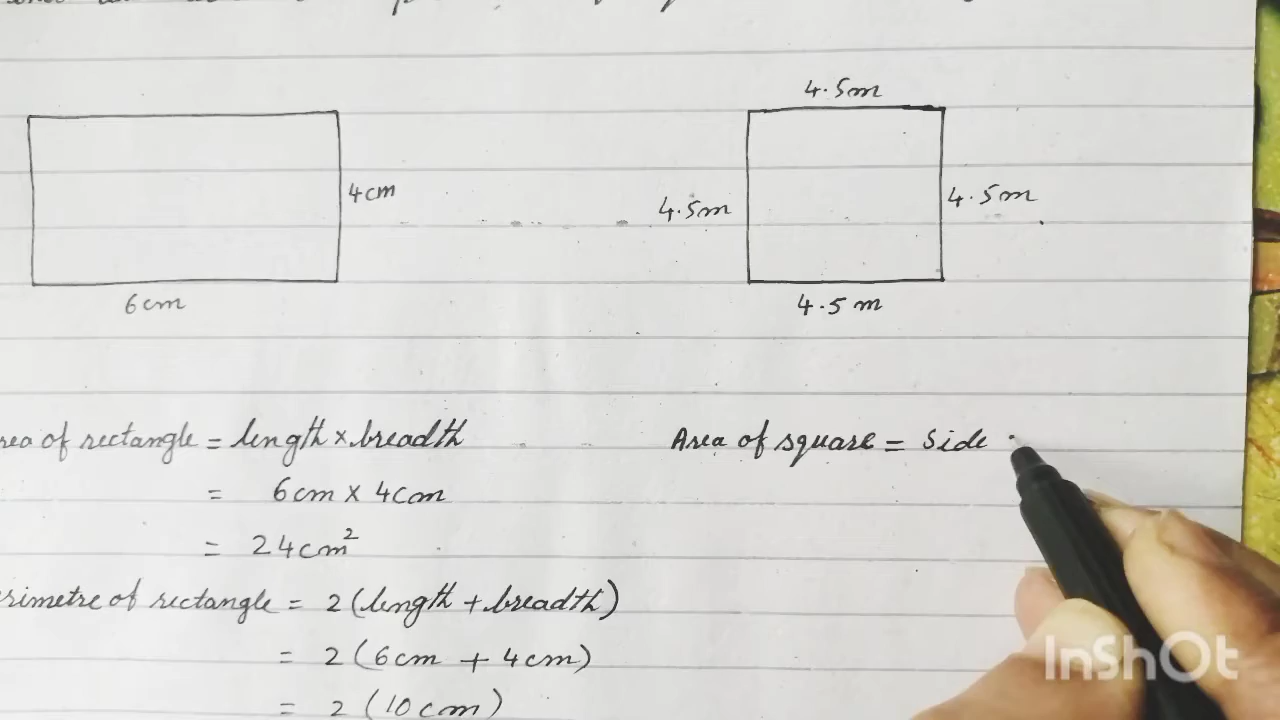 4.5m
4cm
4.5m
4.5m
6cm
4.5 m
rea of rectangle = length × breadth
= 6cm × 4cm
= 24cm²
rimetre of rectangle = 2 (length + breadth)
= 2 (6cm + 4cm)
= 2 (10cm)
Area of square = Side
InShOt